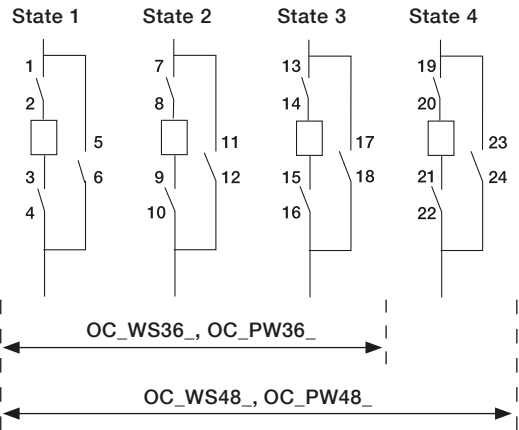 State 1 State 2 State 3 State 4
1 7 13 19
2 8 14 20
5 11 17 23
3 6 9 12 15 18 21 24
4 10 16 22
OC_WS36_, OC_PW36_
OC_WS48_, OC_PW48_